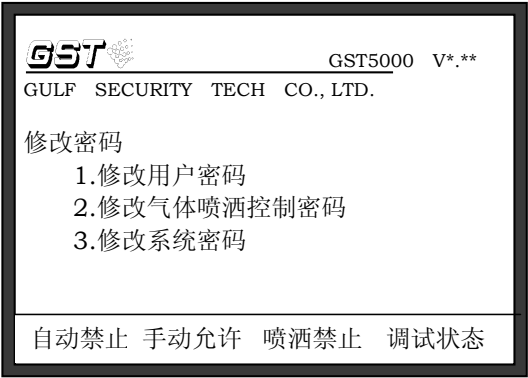 GST
GST5000 V*.**
GULF SECURITY TECH CO., LTD.
修改密码
1.修改用户密码
2.修改气体喷洒控制密码
3.修改系统密码
自动禁止 手动允许 喷洒禁止 调试状态